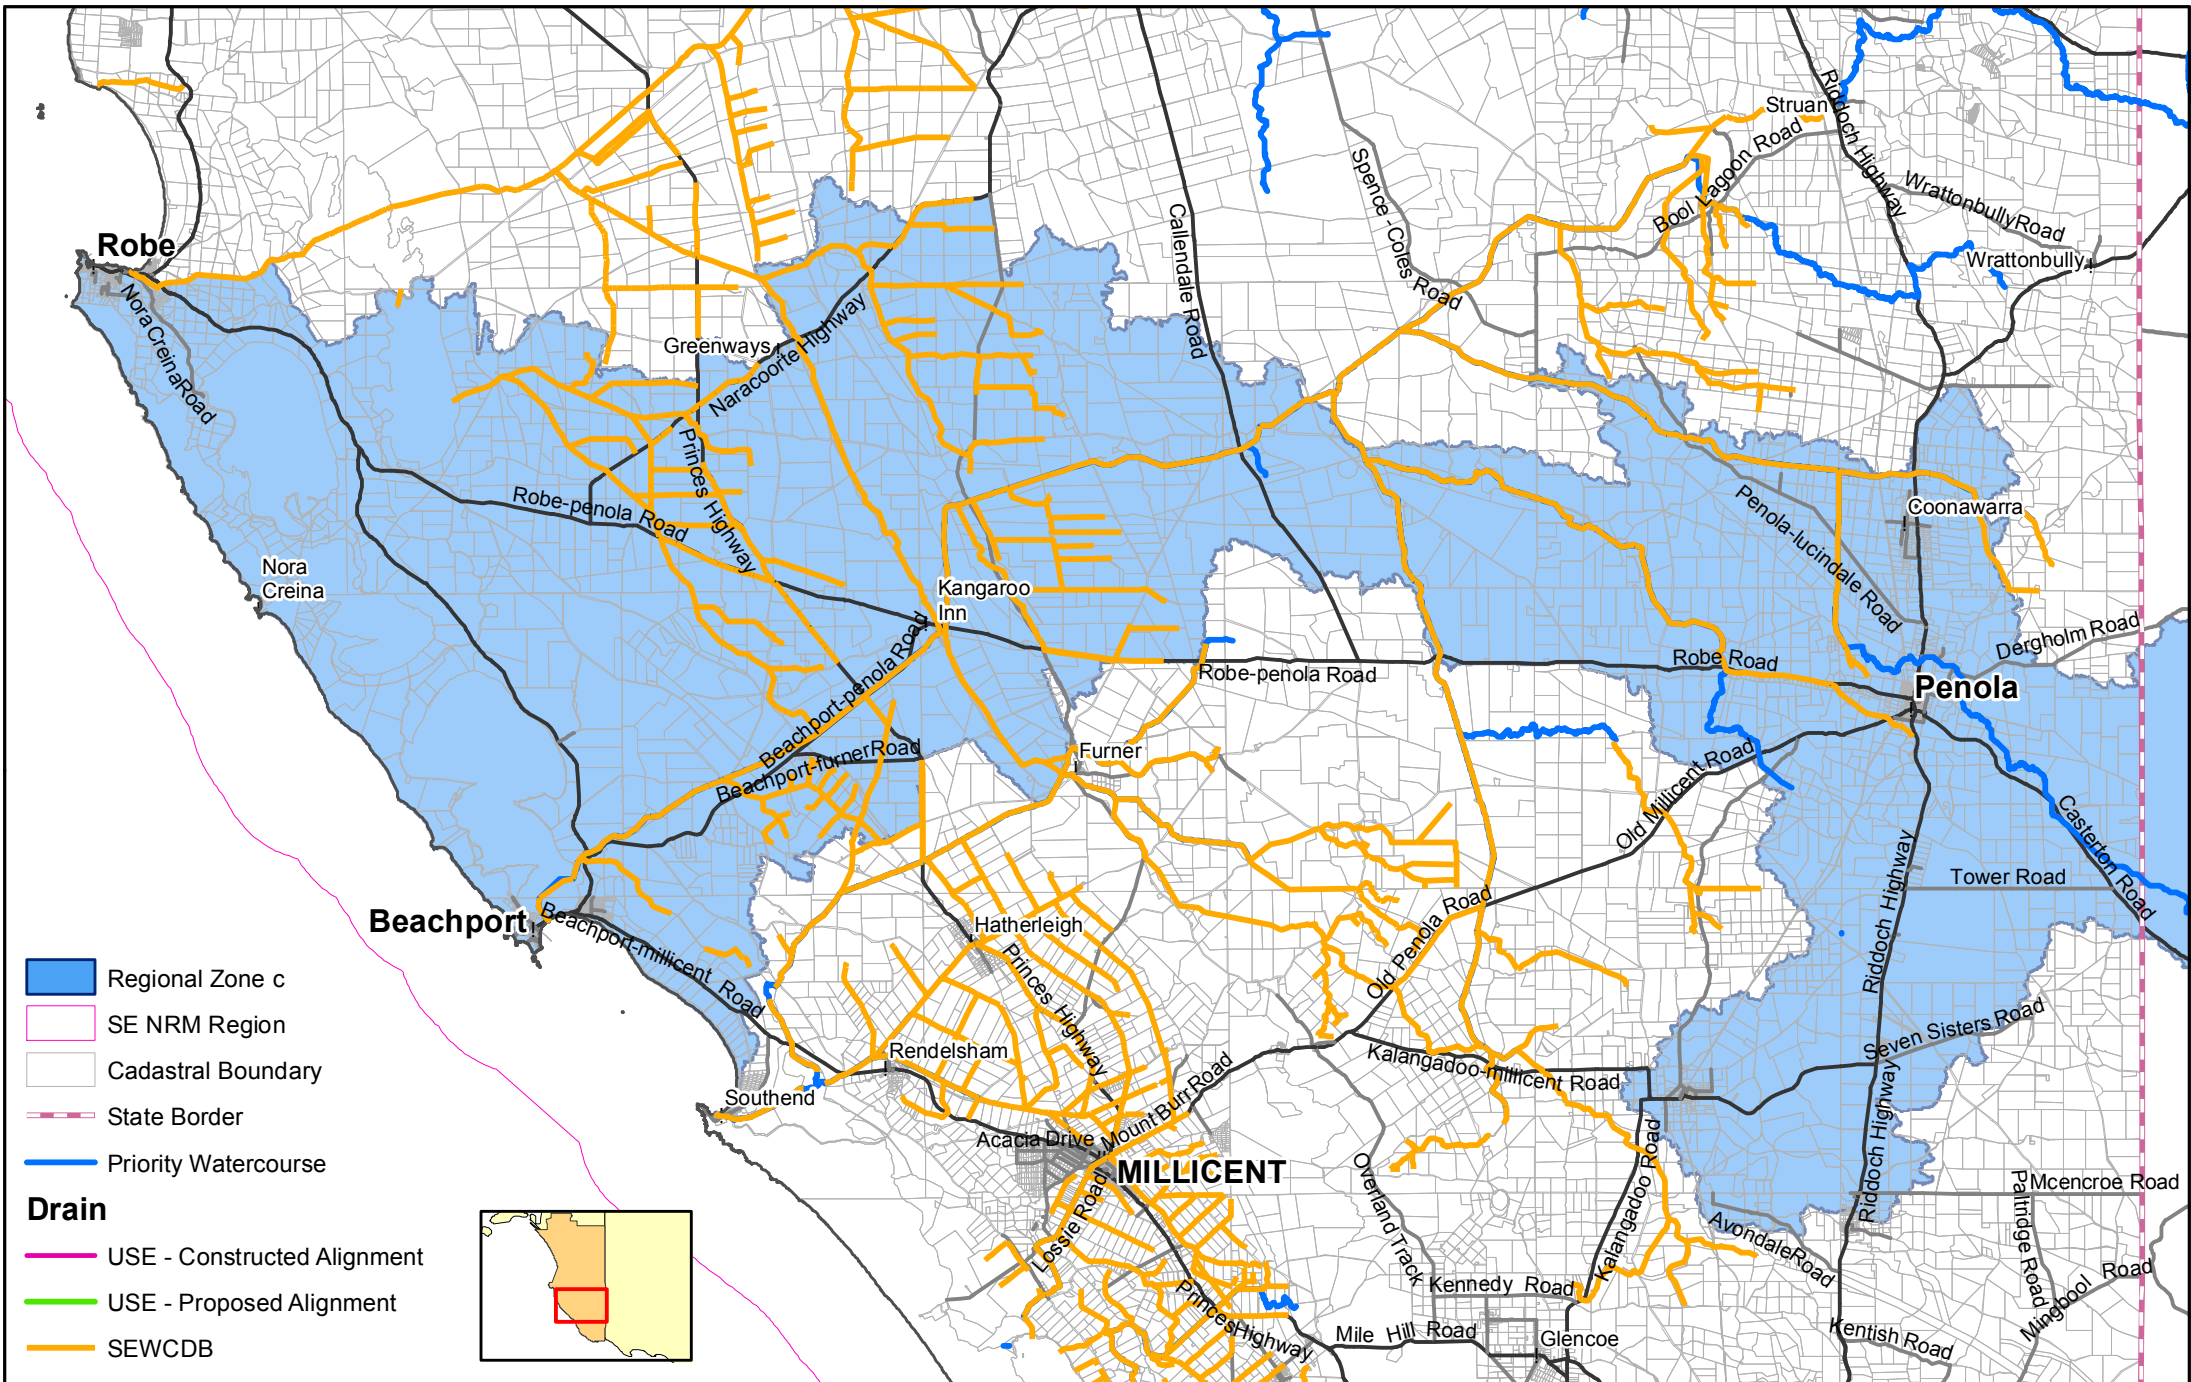 Struan
Riddoch Highway
Bool Lagoon Road
Spence-Coles Road
Callendale Road
Wrattonbully Road
Wrattonbully
Robe
Nora Creina Road
Greenways
Naracoorte Highway
Princes Highway
Robe-penola Road
Coonawarra
Penola-lucindale Road
Nora
Creina
Kangaroo
Inn
Dergholm Road
Robe-penola Road
Robe Road
Penola
Beachport-penola Road
Beachport-furner Road
Furner
Old Millicent Road
Casterton Road
Tower Road
Riddoch Highway
Beachport
Beachport-millicent Road
Hatherleigh
Princes Highway
Old Penola Road
Seven Sisters Road
Rendelsham
Kalangadoo-millicent Road
Southend
Acacia Drive
Mount Burr Road
MILLICENT
Riddoch Highway
Kalangadoo Road
Overland Track
Lossie Road
Mcencroe Road
Paltridge Road
Avondale Road
Mingbool Road
Kennedy Road
Princes Highway
Mile Hill Road
Glencoe
Kentish Road
Regional Zone c
SE NRM Region
Cadastral Boundary
State Border
Priority Watercourse
Drain
USE - Constructed Alignment
USE - Proposed Alignment
SEWCDB